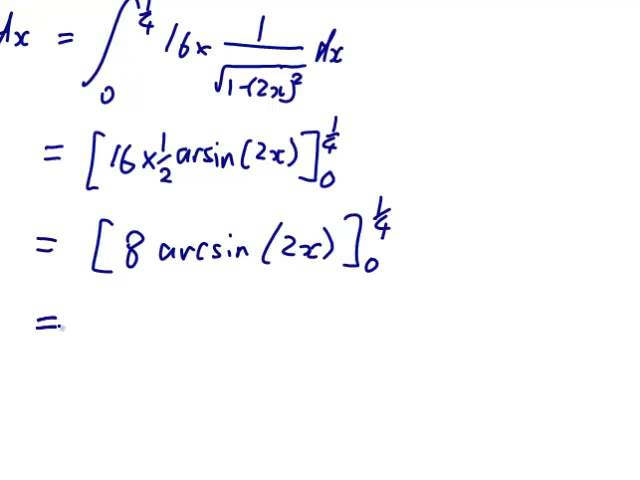 dx = ∫₀^¼ 16 × 1/√(1-(2x)²) dx
= [16 × ½ arsin(2x)]₀^¼
= [8 arcsin(2x)]₀^¼
=